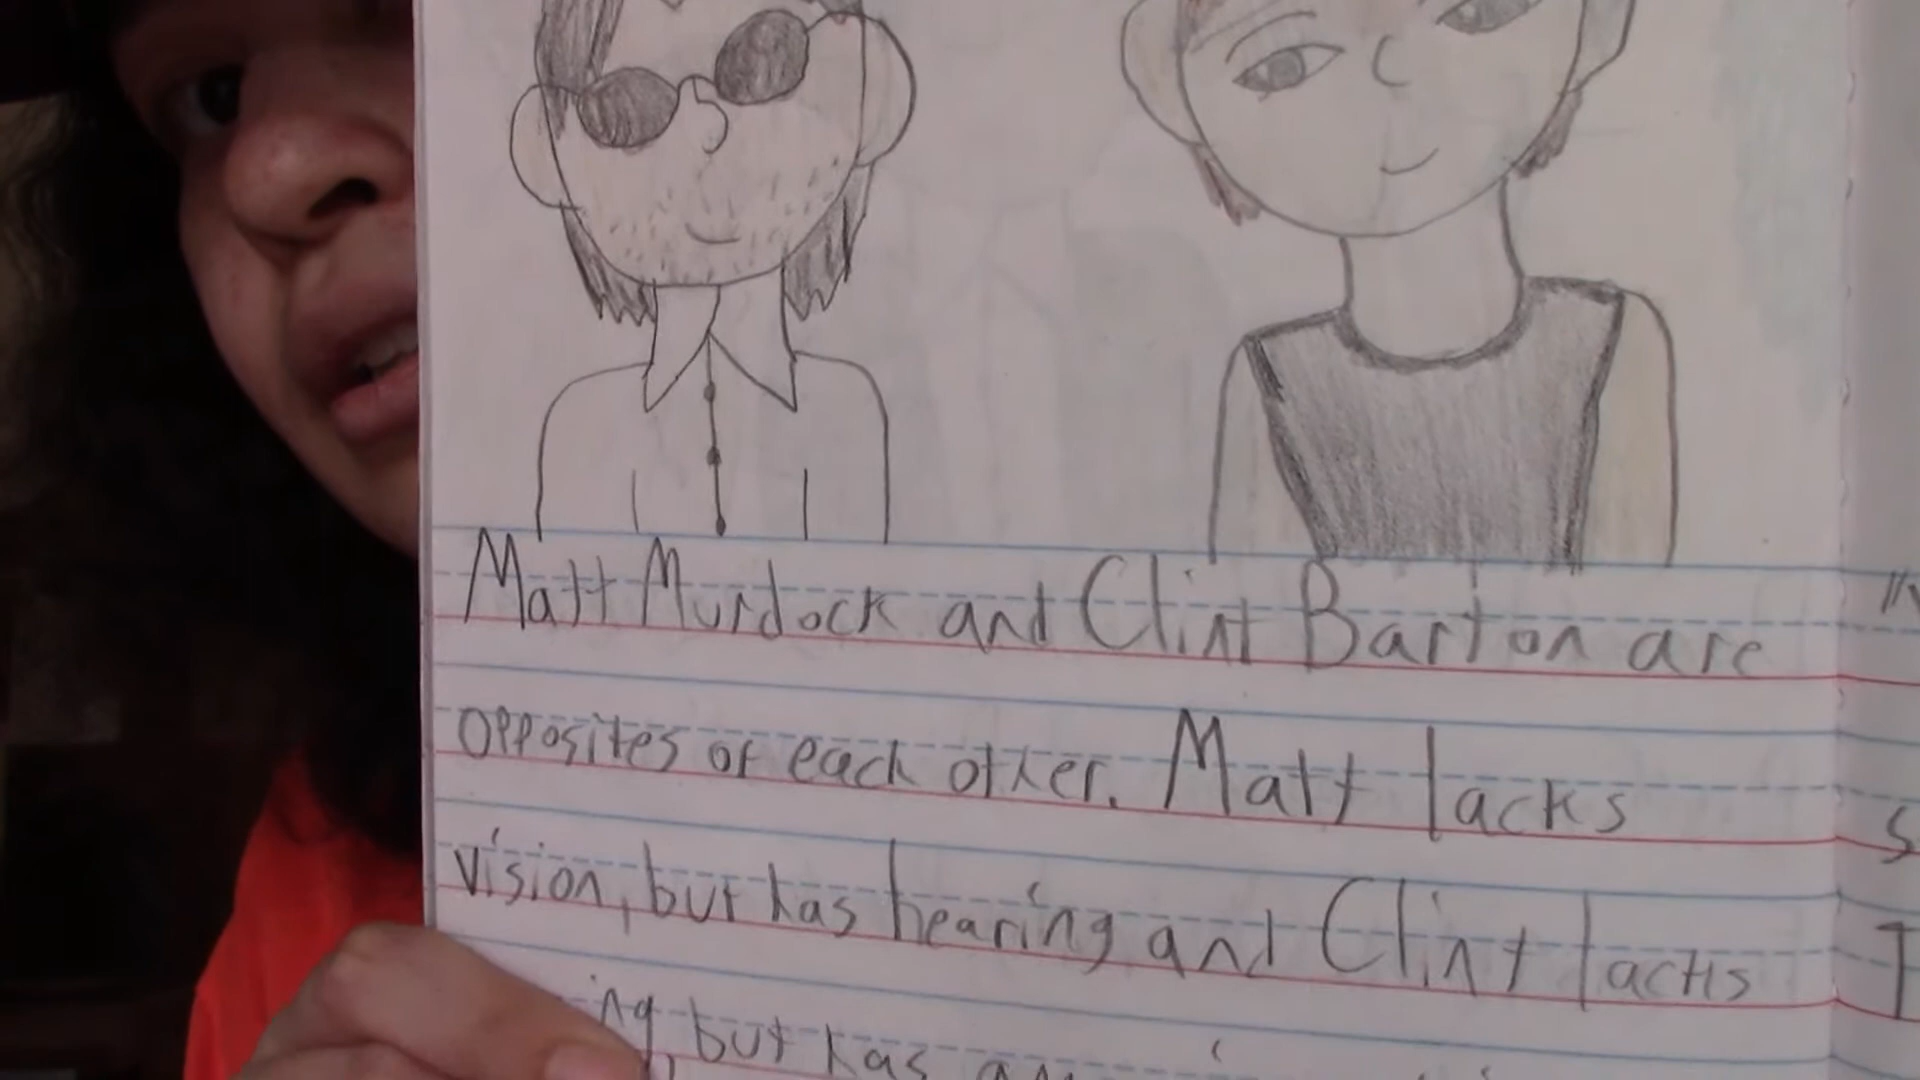 Matt Murdock and Clint Barton are
opposites of each other. Matt lacks
vision, but has hearing and Clint lacks
ing, but has